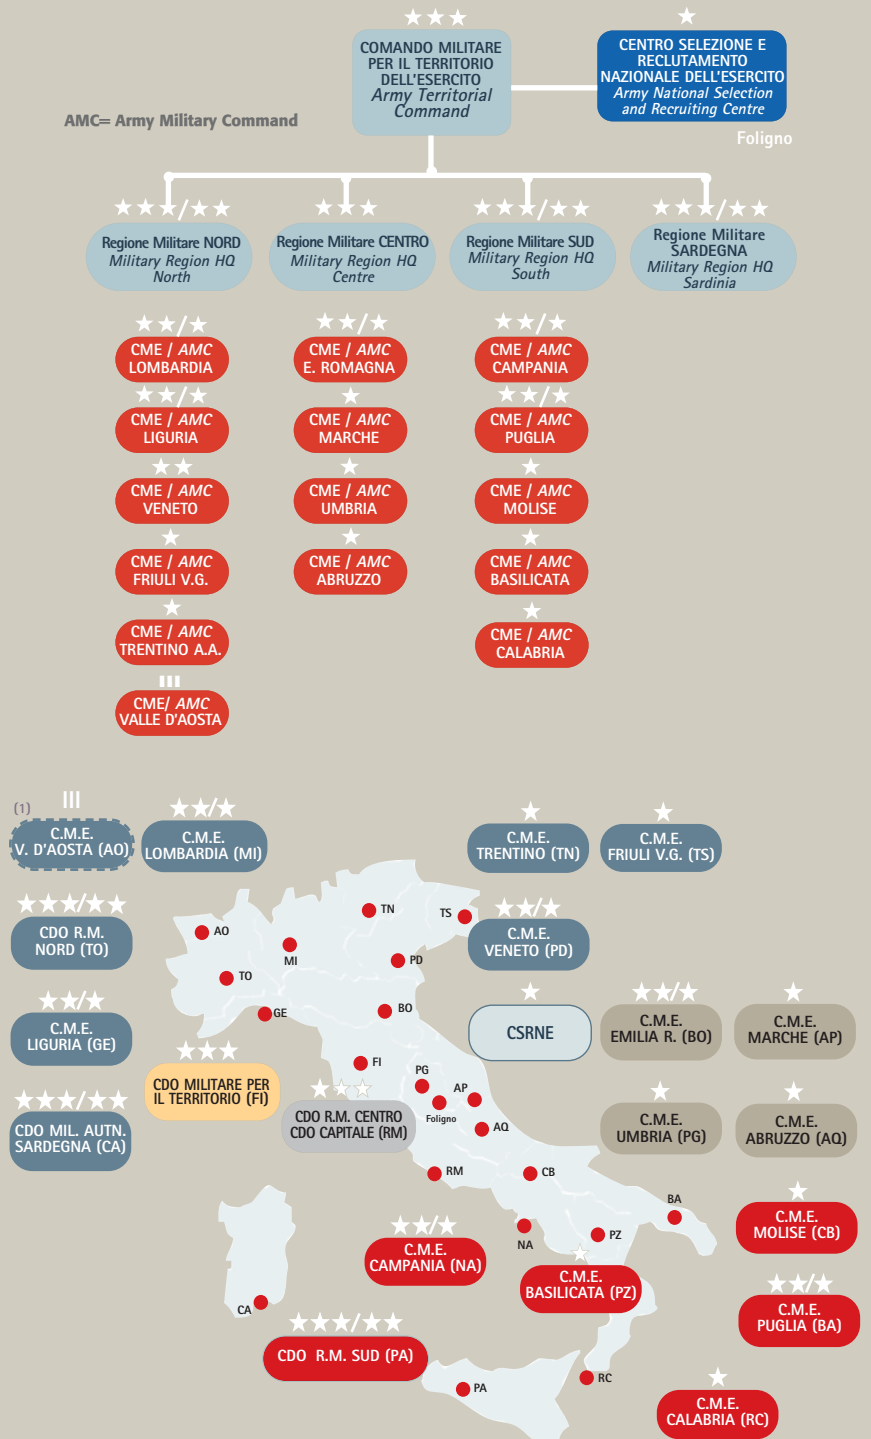 COMANDO MILITARE
PER IL TERRITORIO
DELL'ESERCITO
Army Territorial
Command
CENTRO SELEZIONE E
RECLUTAMENTO
NAZIONALE DELL'ESERCITO
Army National Selection
and Recruiting Centre
AMC= Army Military Command
Foligno
Regione Militare NORD
Military Region HQ
North
Regione Militare CENTRO
Military Region HQ
Centre
Regione Militare SUD
Military Region HQ
South
Regione Militare
SARDEGNA
Military Region HQ
Sardinia
CME / AMC
LOMBARDIA
CME / AMC
E. ROMAGNA
CME / AMC
CAMPANIA
CME / AMC
LIGURIA
CME / AMC
MARCHE
CME / AMC
PUGLIA
CME / AMC
VENETO
CME / AMC
UMBRIA
CME / AMC
MOLISE
CME / AMC
FRIULI V.G.
CME / AMC
ABRUZZO
CME / AMC
BASILICATA
CME / AMC
TRENTINO A.A.
CME / AMC
CALABRIA
CME/ AMC
VALLE D'AOSTA
(1)
C.M.E.
V. D'AOSTA (AO)
C.M.E.
LOMBARDIA (MI)
C.M.E.
TRENTINO (TN)
C.M.E.
FRIULI V.G. (TS)
CDO R.M.
NORD (TO)
C.M.E.
VENETO (PD)
C.M.E.
LIGURIA (GE)
CSRNE
C.M.E.
EMILIA R. (BO)
C.M.E.
MARCHE (AP)
CDO MILITARE PER
IL TERRITORIO (FI)
CDO R.M. CENTRO
CDO CAPITALE (RM)
CDO MIL. AUTN.
SARDEGNA (CA)
C.M.E.
UMBRIA (PG)
C.M.E.
ABRUZZO (AQ)
C.M.E.
MOLISE (CB)
C.M.E.
CAMPANIA (NA)
C.M.E.
BASILICATA (PZ)
C.M.E.
PUGLIA (BA)
CDO R.M. SUD (PA)
C.M.E.
CALABRIA (RC)
AO
TN
TS
MI
PD
TO
GE
BO
FI
PG
AP
Foligno
AQ
RM
CB
BA
NA
PZ
CA
PA
RC